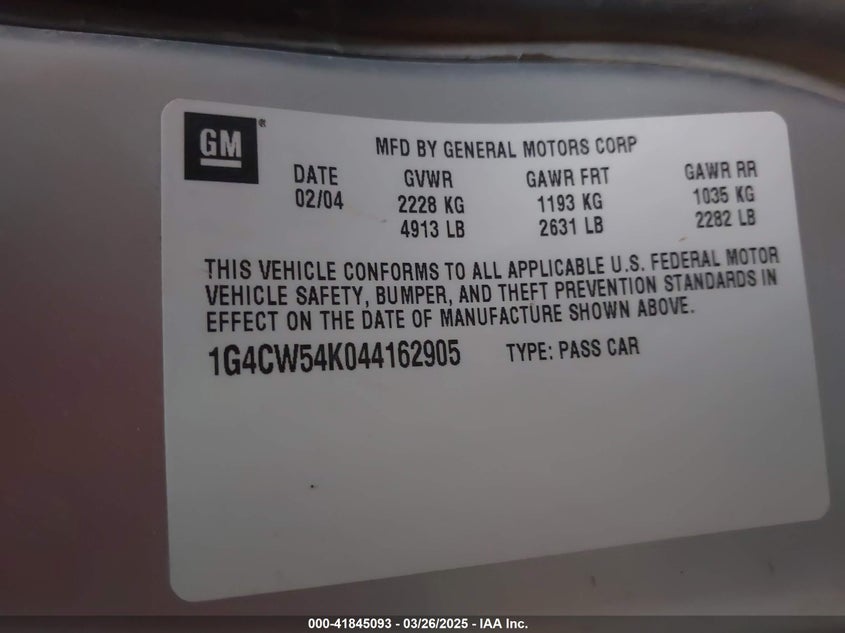 GM®
MFD BY GENERAL MOTORS CORP
DATE GVWR GAWR FRT GAWR RR
02/04 2228 KG 1193 KG 1035 KG
4913 LB 2631 LB 2282 LB
THIS VEHICLE CONFORMS TO ALL APPLICABLE U.S. FEDERAL MOTOR
VEHICLE SAFETY, BUMPER, AND THEFT PREVENTION STANDARDS IN
EFFECT ON THE DATE OF MANUFACTURE SHOWN ABOVE.
1G4CW54K044162905 TYPE: PASS CAR
000-41845093 - 03/26/2025 - IAA Inc.